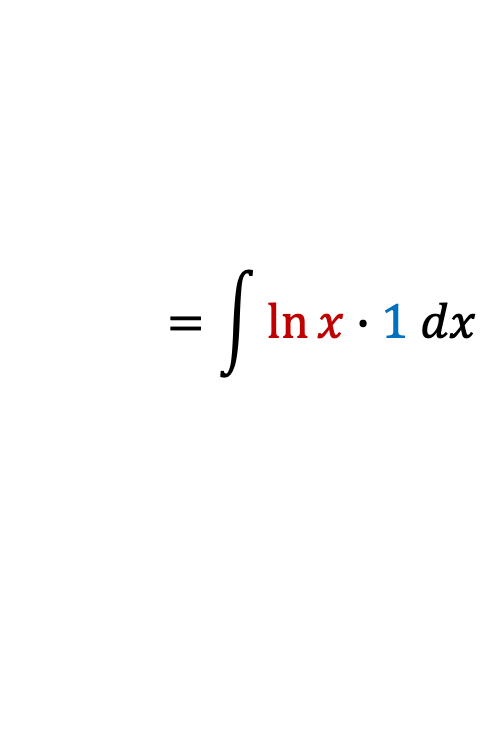 = ∫ ln x · 1 dx